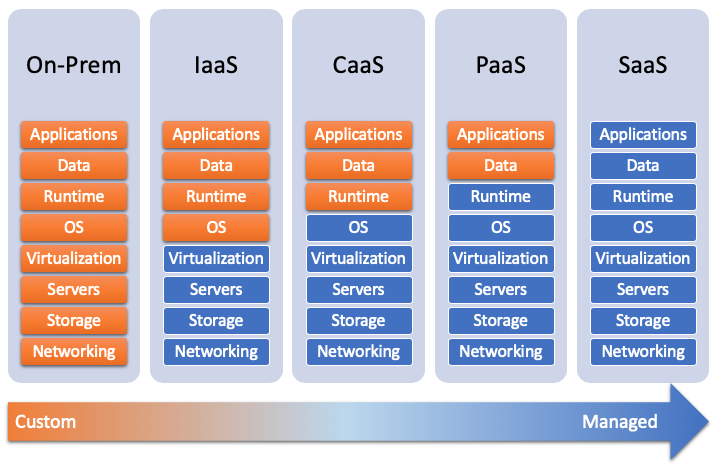 On-Prem
Applications
Data
Runtime
OS
Virtualization
Servers
Storage
Networking
IaaS
Applications
Data
Runtime
OS
Virtualization
Servers
Storage
Networking
CaaS
Applications
Data
Runtime
OS
Virtualization
Servers
Storage
Networking
PaaS
Applications
Data
Runtime
OS
Virtualization
Servers
Storage
Networking
SaaS
Applications
Data
Runtime
OS
Virtualization
Servers
Storage
Networking
Custom
Managed